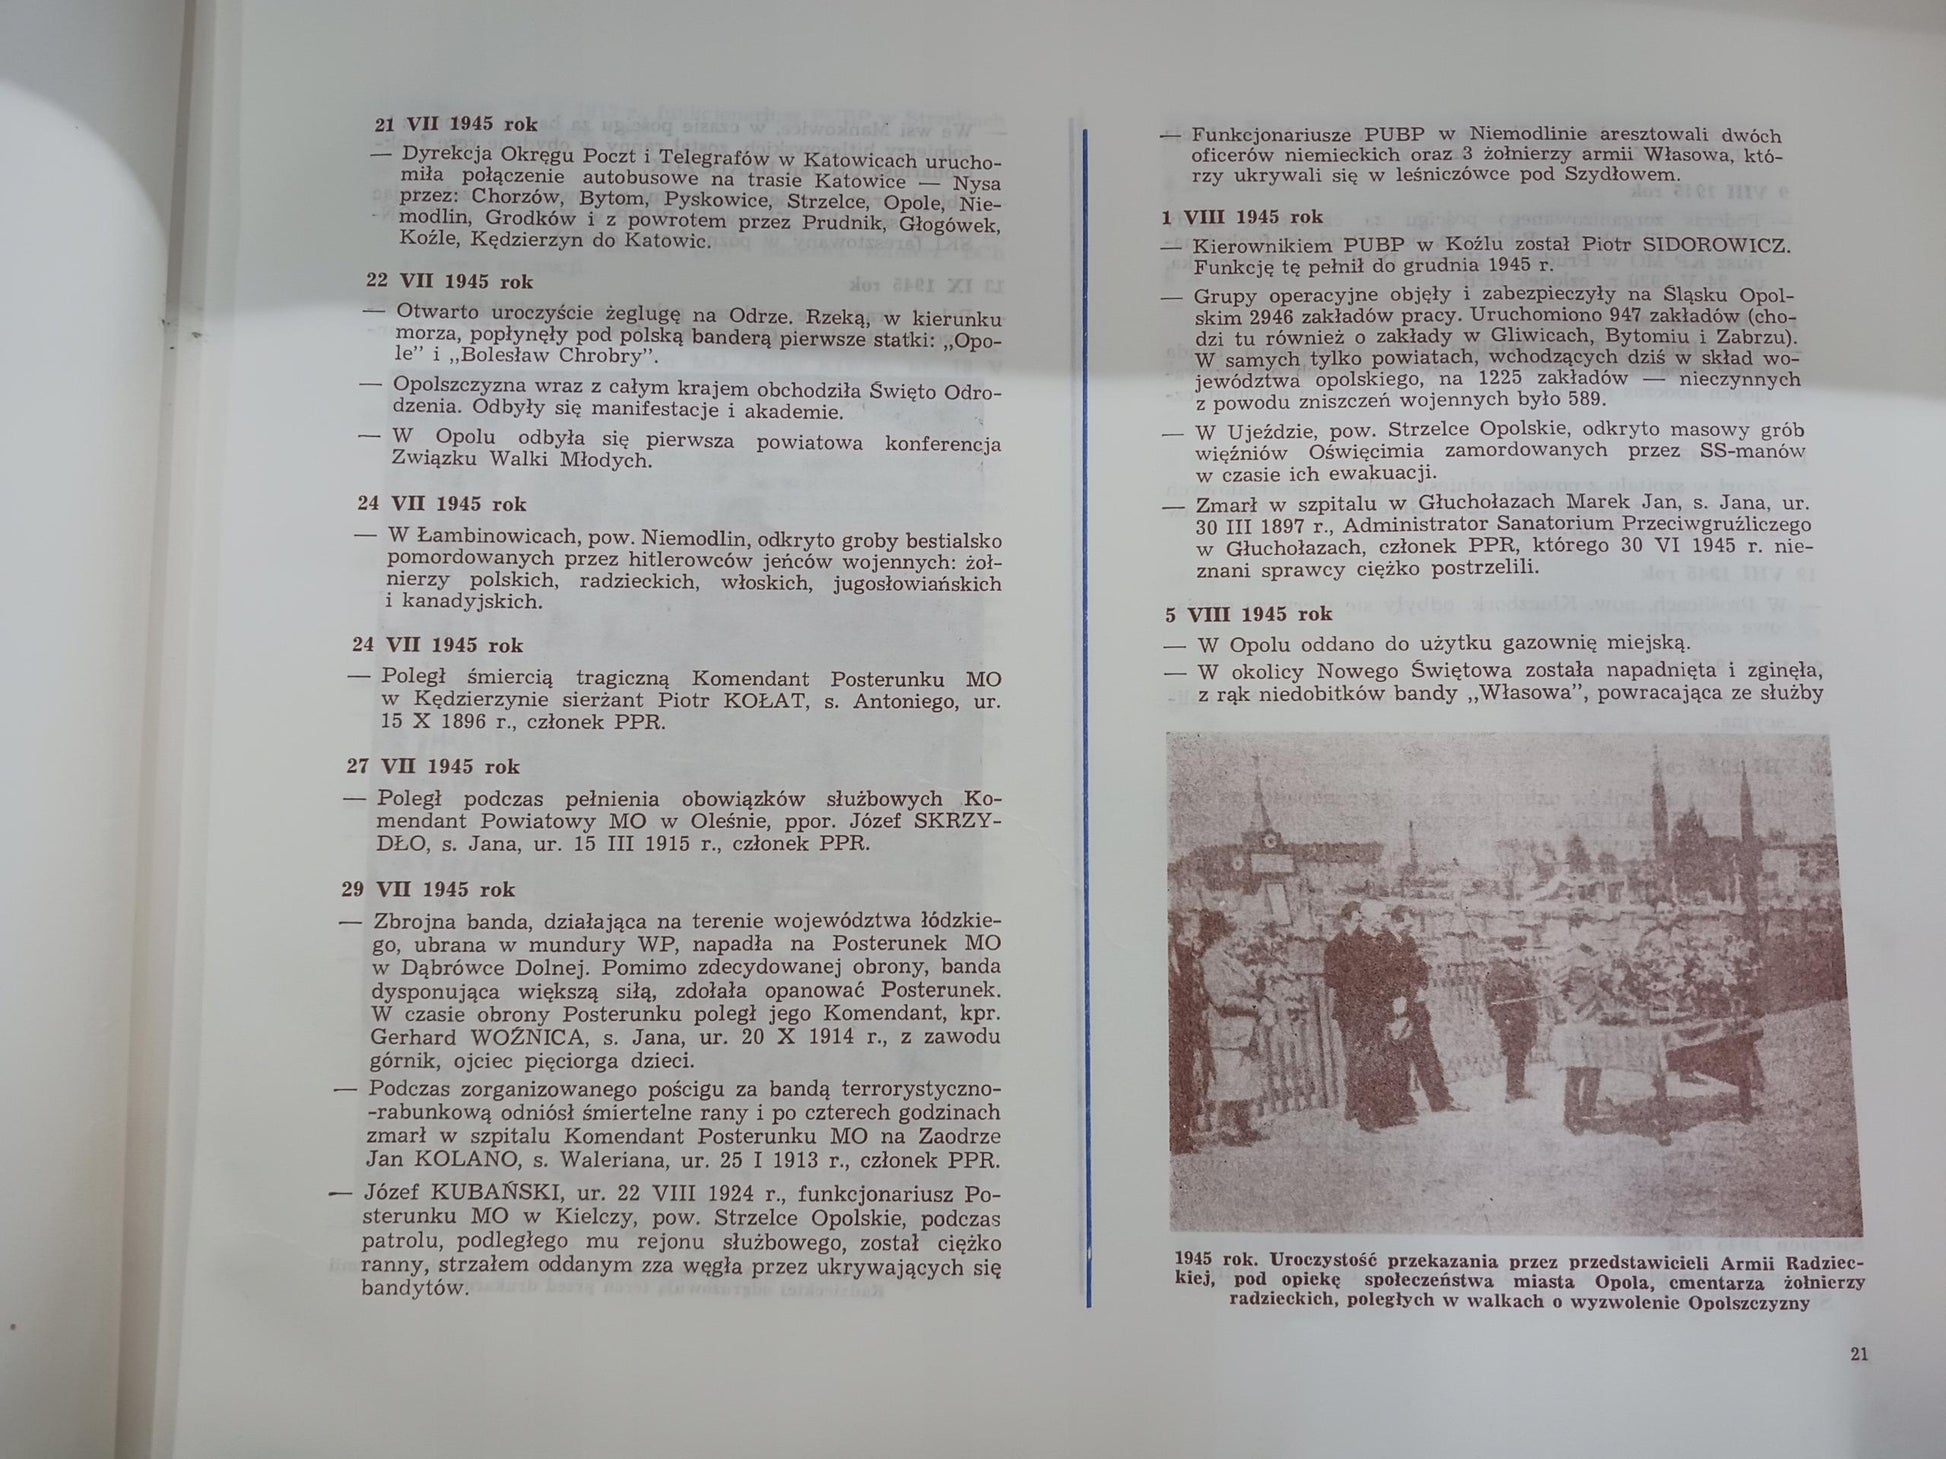 21 VII 1945 rok
— Dyrekcja Okręgu Poczt i Telegrafów w Katowicach urucho-
miła połączenie autobusowe na trasie Katowice — Nysa
przez: Chorzów, Bytom, Pyskowice, Strzelce, Opole, Nie-
modlin, Grodków i z powrotem przez Prudnik, Głogówek,
Koźle, Kędzierzyn do Katowic.
22 VII 1945 rok
— Otwarto uroczyście żeglugę na Odrze. Rzeką, w kierunku
morza, popłynęły pod polską banderą pierwsze statki: „Opo-
le” i „Bolesław Chrobry”.
— Opolszczyzna wraz z całym krajem obchodziła Święto Odro-
dzenia. Odbyły się manifestacje i akademie.
— W Opolu odbyła się pierwsza powiatowa konferencja
Związku Walki Młodych.
24 VII 1945 rok
— W Łambinowicach, pow. Niemodlin, odkryto groby bestialsko
pomordowanych przez hitlerowców jeńców wojennych: żoł-
nierzy polskich, radzieckich, włoskich, jugosłowiańskich
i kanadyjskich.
24 VII 1945 rok
— Poległ śmiercią tragiczną Komendant Posterunku MO
w Kędzierzynie sierżant Piotr KOŁAT, s. Antoniego, ur.
15 X 1896 r., członek PPR.
27 VII 1945 rok
— Poległ podczas pełnienia obowiązków służbowych Ko-
mendant Powiatowy MO w Oleśnie, ppor. Józef SKRZY-
DŁO, s. Jana, ur. 15 III 1915 r., członek PPR.
29 VII 1945 rok
— Zbrojna banda, działająca na terenie województwa łódzkie-
go, ubrana w mundury WP, napadła na Posterunek MO
w Dąbrówce Dolnej. Pomimo zdecydowanej obrony, banda
dysponująca większą siłą, zdołała opanować Posterunek.
W czasie obrony Posterunku poległ jego Komendant, kpr.
Gerhard WOŹNICA, s. Jana, ur. 20 X 1914 r., z zawodu
górnik, ojciec pięciorga dzieci.
— Podczas zorganizowanego pościgu za bandą terrorystyczno-
-rabunkową odniósł śmiertelne rany i po czterech godzinach
zmarł w szpitalu Komendant Posterunku MO na Zaodrze
Jan KOLANO, s. Waleriana, ur. 25 I 1913 r., członek PPR.
— Józef KUBAŃSKI, ur. 22 VIII 1924 r., funkcjonariusz Po-
sterunku MO w Kielczy, pow. Strzelce Opolskie, podczas
patrolu, podległego mu rejonu służbowego, został ciężko
ranny, strzałem oddanym zza węgła przez ukrywających się
bandytów.
— Funkcjonariusze PUBP w Niemodlinie aresztowali dwóch
oficerów niemieckich oraz 3 żołnierzy armii Własowa, któ-
rzy ukrywali się w leśniczówce pod Szydłowem.
1 VIII 1945 rok
— Kierownikiem PUBP w Koźlu został Piotr SIDOROWICZ.
Funkcję tę pełnił do grudnia 1945 r.
— Grupy operacyjne objęły i zabezpieczyły na Śląsku Opol-
skim 2946 zakładów pracy. Uruchomiono 947 zakładów (cho-
dzi tu również o zakłady w Gliwicach, Bytomiu i Zabrzu).
W samych tylko powiatach, wchodzących dziś w skład wo-
jewództwa opolskiego, na 1225 zakładów — nieczynnych
z powodu zniszczeń wojennych było 589.
— W Ujeździe, pow. Strzelce Opolskie, odkryto masowy grób
więźniów Oświęcimia zamordowanych przez SS-manów
w czasie ich ewakuacji.
— Zmarł w szpitalu w Głuchołazach Marek Jan, s. Jana, ur.
30 III 1897 r., Administrator Sanatorium Przeciwgruźliczego
w Głuchołazach, członek PPR, którego 30 VI 1945 r. nie-
znani sprawcy ciężko postrzelili.
5 VIII 1945 rok
— W Opolu oddano do użytku gazownię miejską.
— W okolicy Nowego Świętowa została napadnięta i zginęła,
z rąk niedobitków bandy „Własowa”, powracająca ze służby
1945 rok. Uroczystość przekazania przez przedstawicieli Armii Radziec-
kiej, pod opiekę społeczeństwa miasta Opola, cmentarza żołnierzy
radzieckich, poległych w walkach o wyzwolenie Opolszczyzny
21